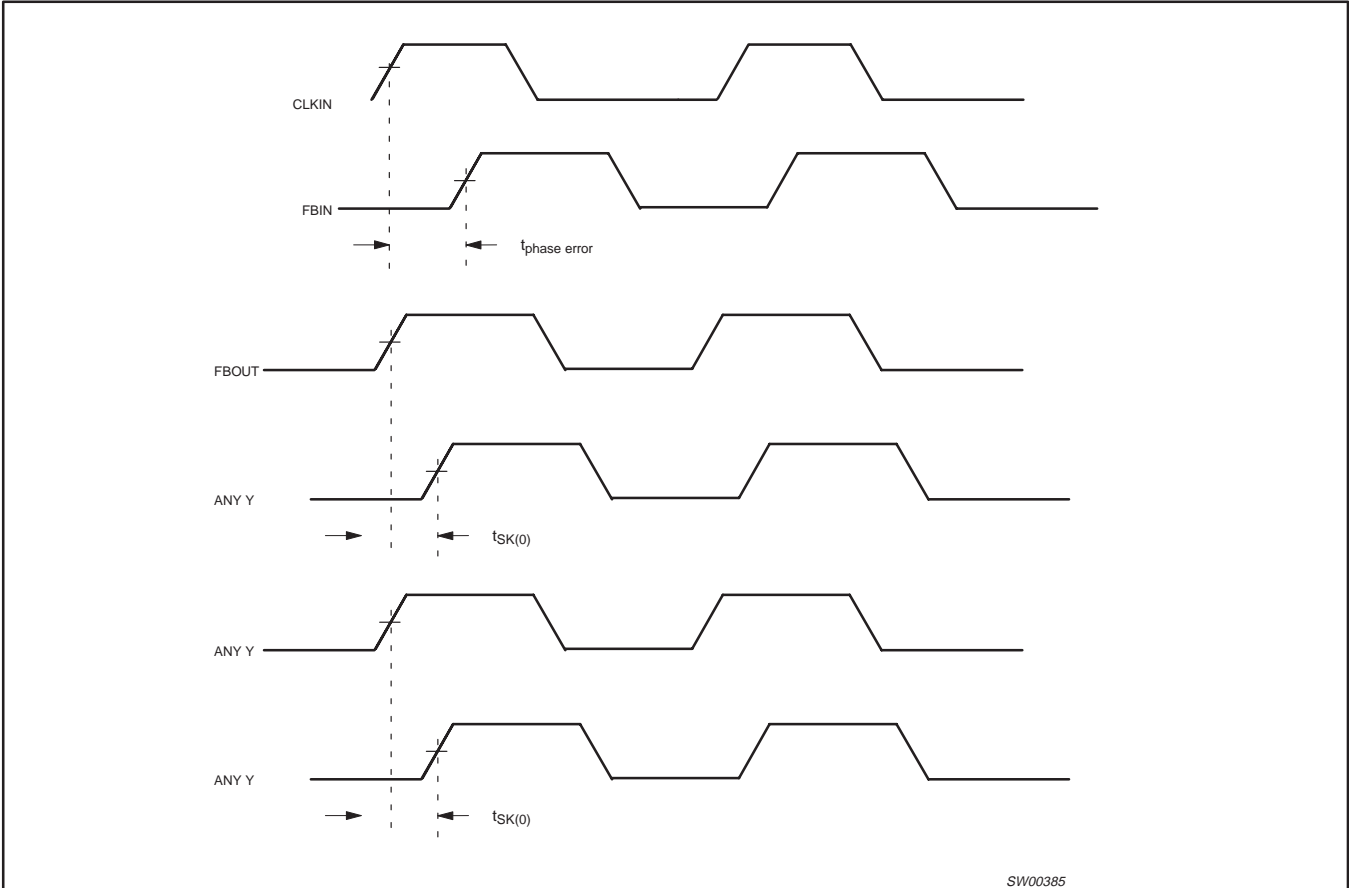 CLKIN
FBIN
tphase error
FBOUT
ANY Y
tSK(0)
ANY Y
ANY Y
tSK(0)
SW00385